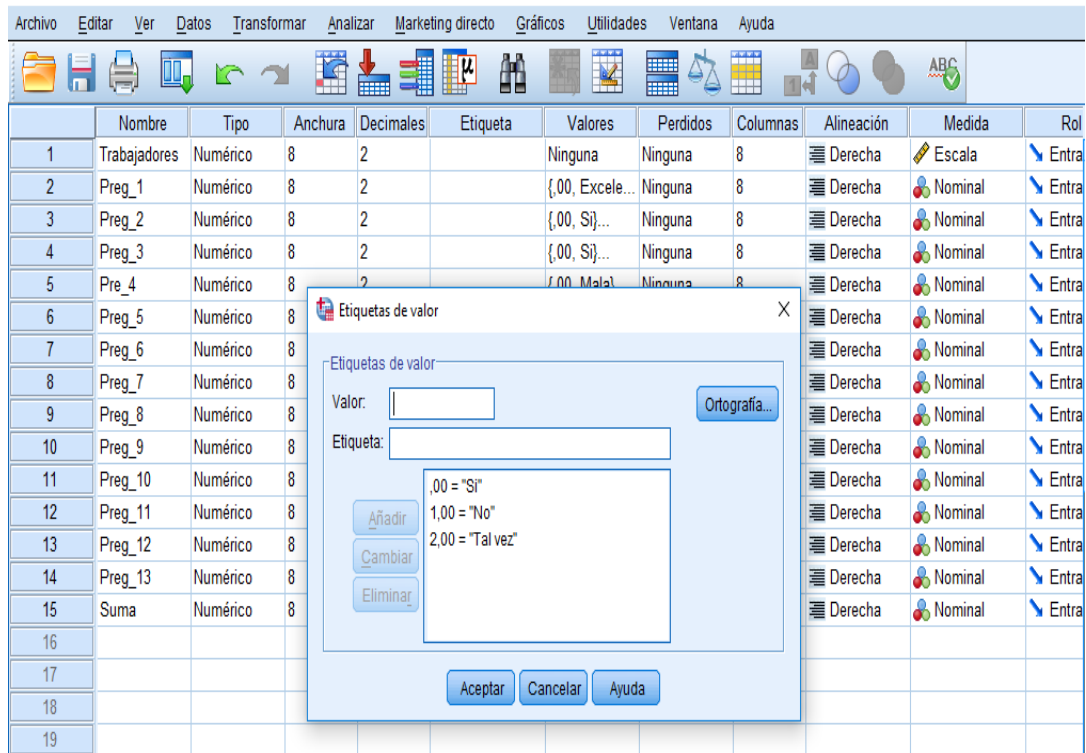 Archivo Editar Ver Datos Transformar Analizar Marketing directo Gráficos Utilidades Ventana Ayuda
Nombre Tipo Anchura Decimales Etiqueta Valores Perdidos Columnas Alineación Medida Rol
1 Trabajadores Numérico 8 2 Ninguna Ninguna 8 Derecha Escala Entra
2 Preg_1 Numérico 8 2 {,00, Excele... Ninguna 8 Derecha Nominal Entra
3 Preg_2 Numérico 8 2 {,00, Si}... Ninguna 8 Derecha Nominal Entra
4 Preg_3 Numérico 8 2 {,00, Si}... Ninguna 8 Derecha Nominal Entra
5 Pre_4 Numérico 8 2 {,00, Mala} Ninguna 8 Derecha Nominal Entra
6 Preg_5 Numérico 8 Derecha Nominal Entra
7 Preg_6 Numérico 8 Derecha Nominal Entra
8 Preg_7 Numérico 8 Derecha Nominal Entra
9 Preg_8 Numérico 8 Derecha Nominal Entra
10 Preg_9 Numérico 8 Derecha Nominal Entra
11 Preg_10 Numérico 8 Derecha Nominal Entra
12 Preg_11 Numérico 8 Derecha Nominal Entra
13 Preg_12 Numérico 8 Derecha Nominal Entra
14 Preg_13 Numérico 8 Derecha Nominal Entra
15 Suma Numérico 8 Derecha Nominal Entra
16
17
18
19
Etiquetas de valor
Etiquetas de valor
Valor:
Ortografía...
Etiqueta:
,00 = "Si"
1,00 = "No"
2,00 = "Tal vez"
Añadir
Cambiar
Eliminar
Aceptar Cancelar Ayuda